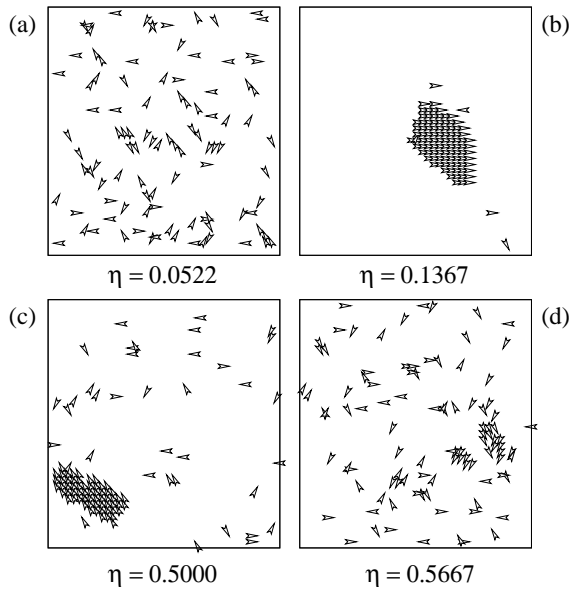 (a) (b)
η = 0.0522 η = 0.1367
(c) (d)
η = 0.5000 η = 0.5667